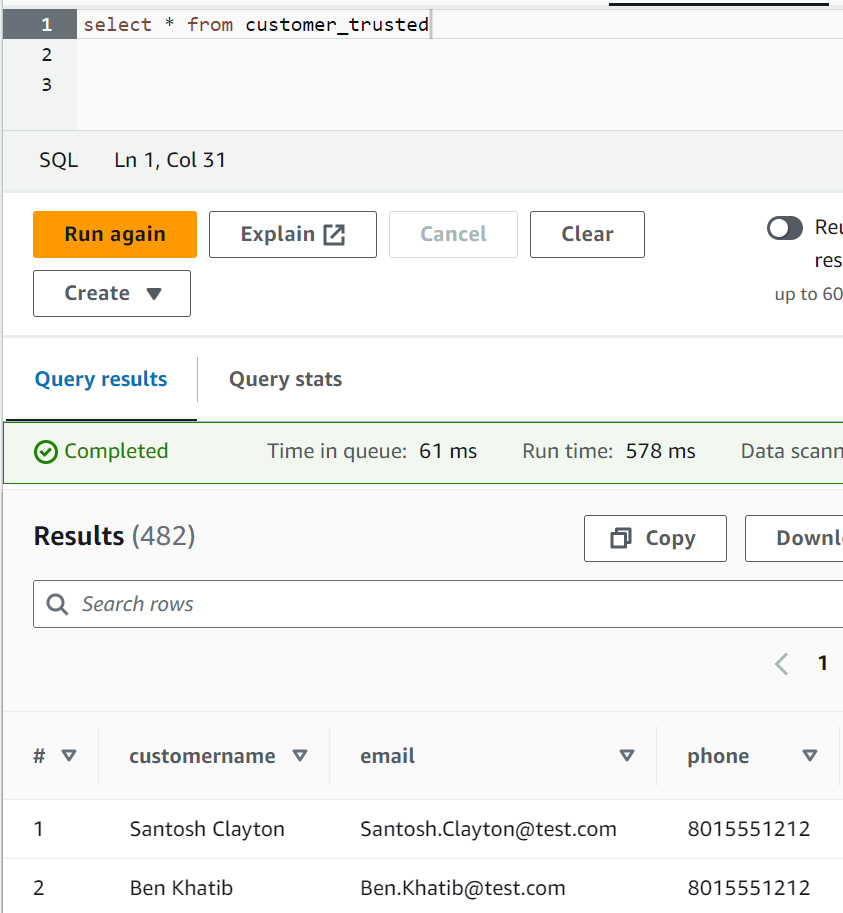 1 select * from customer_trusted
2
3
SQL Ln 1, Col 31
Run again Explain Cancel Clear
res
Create
up to 60
Query results Query stats
Completed Time in queue: 61 ms Run time: 578 ms Data scann
Results (482)
Copy Downl
Search rows
1
# customername email phone
1 Santosh Clayton Santosh.Clayton@test.com 8015551212
2 Ben Khatib Ben.Khatib@test.com 8015551212